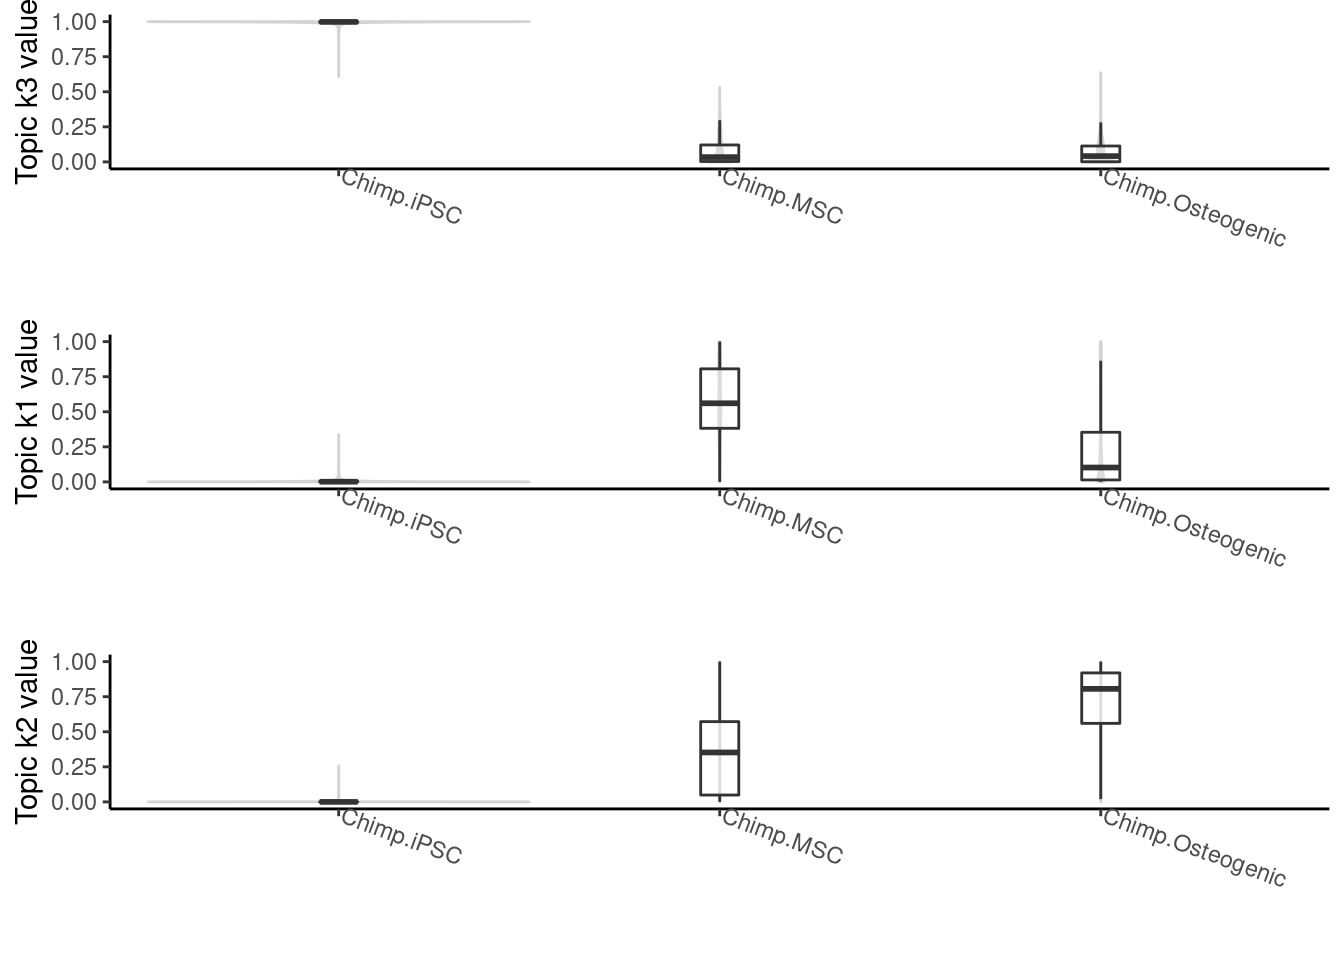 Topic k3 value
1.00
0.75
0.50
0.25
0.00
Chimp.iPSC
Chimp.MSC
Chimp.Osteogenic
Topic k1 value
1.00
0.75
0.50
0.25
0.00
Chimp.iPSC
Chimp.MSC
Chimp.Osteogenic
Topic k2 value
1.00
0.75
0.50
0.25
0.00
Chimp.iPSC
Chimp.MSC
Chimp.Osteogenic